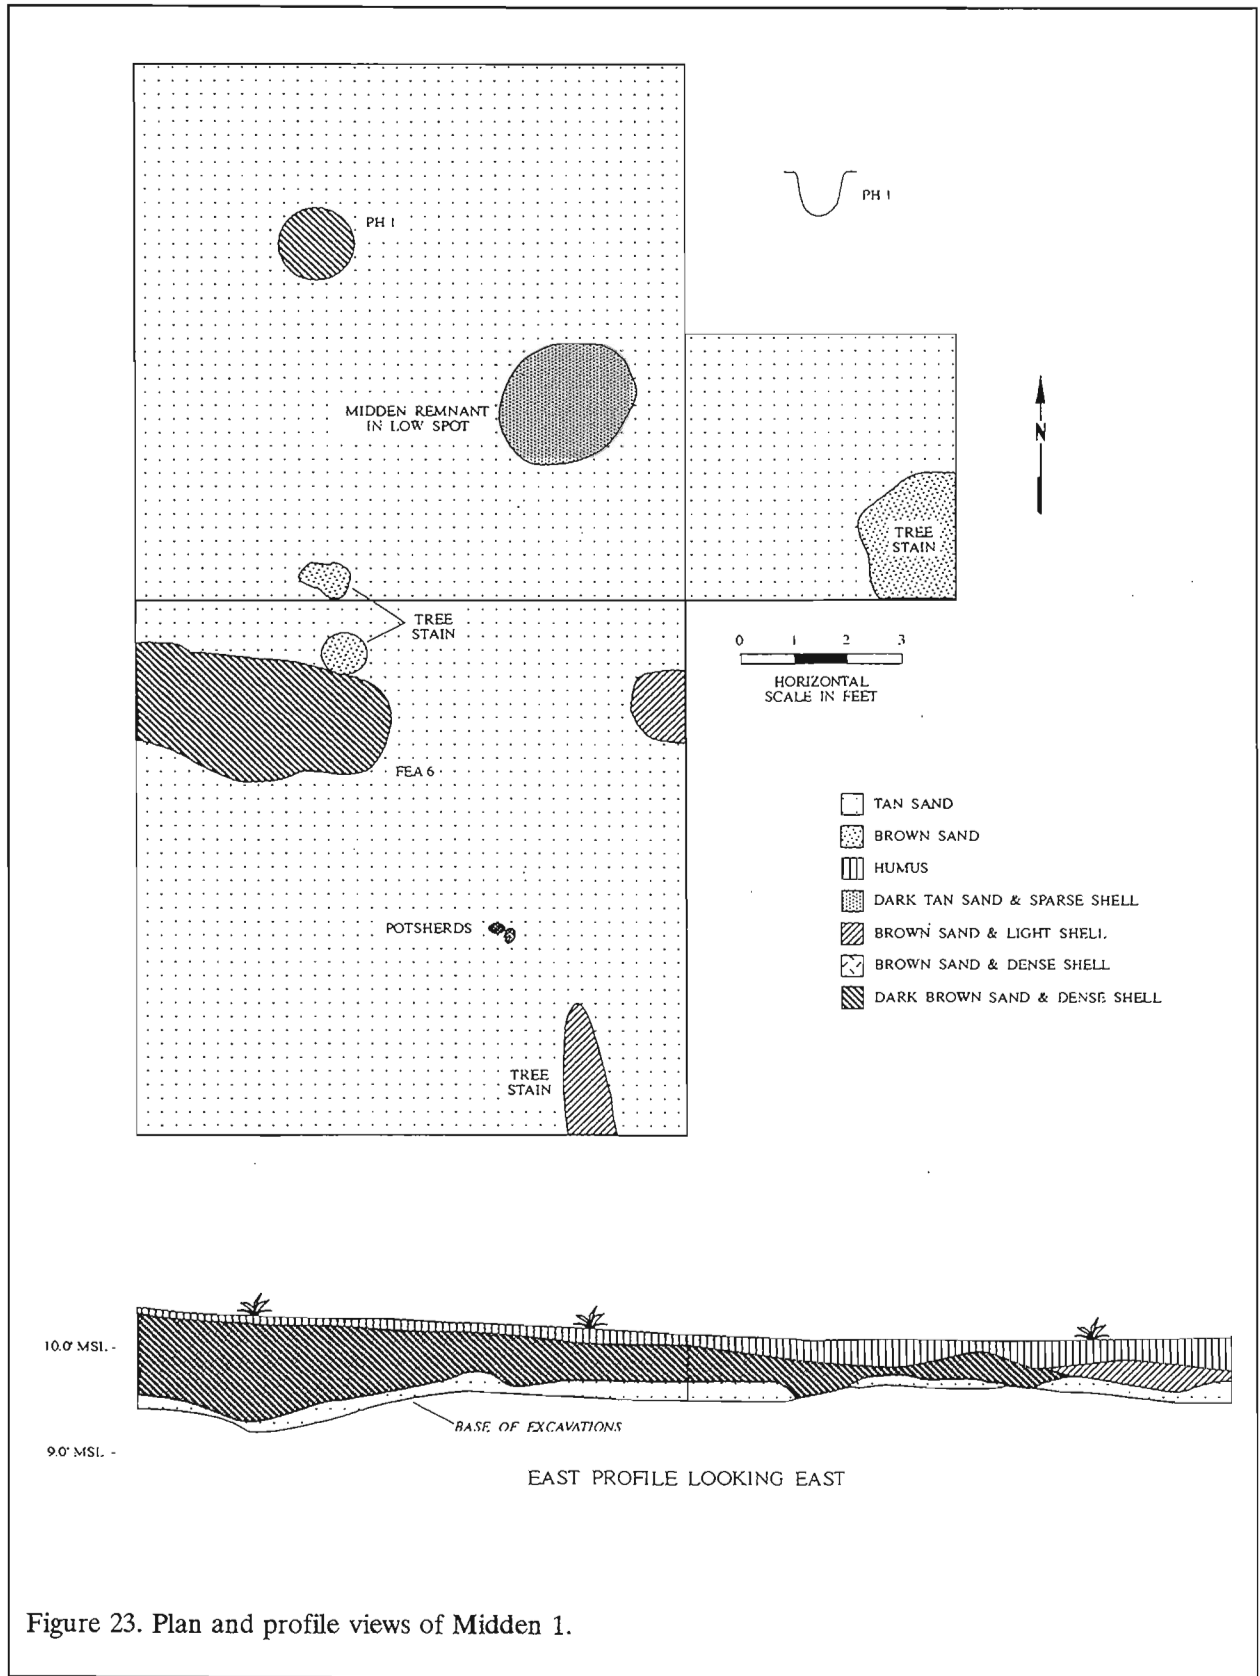 PH 1
PH 1
MIDDEN REMNANT
IN LOW SPOT
N
TREE
STAIN
TREE
STAIN
0 1 2 3
HORIZONTAL
SCALE IN FEET
FEA 6
TAN SAND
BROWN SAND
HUMUS
DARK TAN SAND & SPARSE SHELL
BROWN SAND & LIGHT SHELL
BROWN SAND & DENSE SHELL
DARK BROWN SAND & DENSE SHELL
POTSHERDS
TREE
STAIN
10.0' MSL -
BASE OF EXCAVATIONS
9.0' MSL -
EAST PROFILE LOOKING EAST
Figure 23. Plan and profile views of Midden 1.